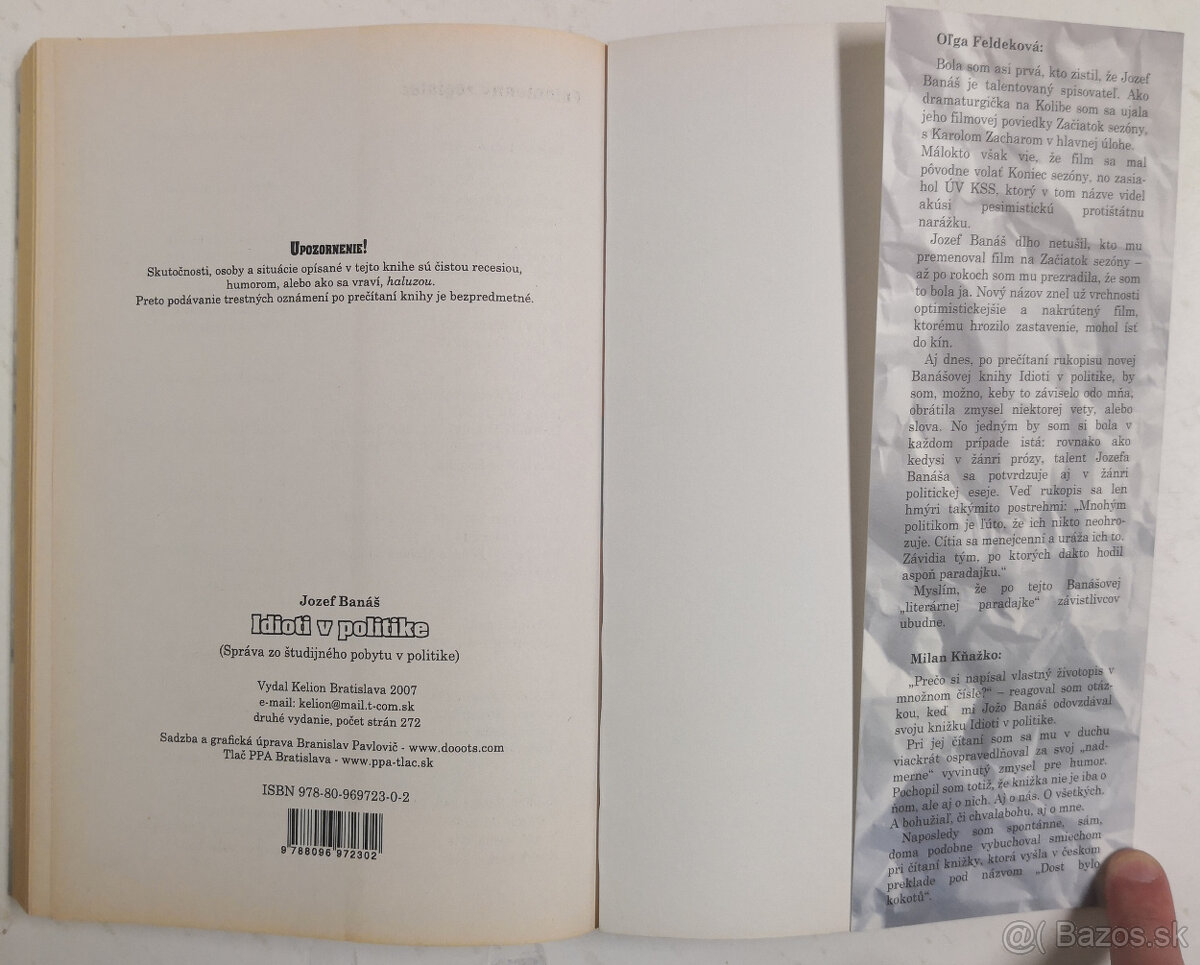 Upozornenie!
Skutočnosti, osoby a situácie opísané v tejto knihe sú čistou recesiou,
humorom, alebo ako sa vraví, haluzou.
Preto podávanie trestných oznámení po prečítaní knihy je bezpredmetné.
Jozef Banáš
Idioti v politike
(Správa zo študijného pobytu v politike)
Vydal Kelion Bratislava 2007
e-mail: kelion@mail.t-com.sk
druhé vydanie, počet strán 272
Sadzba a grafická úprava Branislav Pavlovič - www.dooots.com
Tlač PPA Bratislava - www.ppa-tlac.sk
ISBN 978-80-969723-0-2
9 788096 972302
Oľga Feldeková:
Bola som asi prvá, kto zistil, že Jozef
Banáš je talentovaný spisovateľ. Ako
dramaturgička na Kolibe som sa ujala
jeho filmovej poviedky Začiatok sezóny,
s Karolom Zacharom v hlavnej úlohe.
Málokto však vie, že film sa mal
pôvodne volať Koniec sezóny, no zasia-
hol ÚV KSS, ktorý v tom názve videl
akúsi pesimistickú protištátnu
narážku.
Jozef Banáš dlho netušil, kto mu
premenoval film na Začiatok sezóny –
až po rokoch som mu prezradila, že som
to bola ja. Nový názov znel už vrchnosti
optimistickejšie a nakrútený film,
ktorému hrozilo zastavenie, mohol ísť
do kín.
Aj dnes, po prečítaní rukopisu novej
Banášovej knihy Idioti v politike, by
som, možno, keby to záviselo odo mňa,
obrátila zmysel niektorej vety, alebo
slova. No jedným by som si bola v
každom prípade istá: rovnako ako
kedysi v žánri prózy, talent Jozefa
Banáša sa potvrdzuje aj v žánri
politickej eseje. Veď rukopis sa len
hmýri takýmito postrehmi: „Mnohým
politikom je ľúto, že ich nikto neohro-
zuje. Cítia sa menejcenní a uráža ich to.
Závidia tým, po ktorých dakto hodil
aspoň paradajku.“
Myslím, že po tejto Banášovej
„literárnej paradajke“ závistlivcov
ubudne.
Milan Kňažko:
„Prečo si napísal vlastný životopis v
množnom čísle?“ – reagoval som otáz-
kou, keď mi Jožo Banáš odovzdával
svoju knižku Idioti v politike.
Pri jej čítaní som sa mu v duchu
viackrát ospravedlňoval za svoj „nad-
merne“ vyvinutý zmysel pre humor.
Pochopil som totiž, že knižka nie je iba o
ňom, ale aj o nich. Aj o nás. O všetkých.
A bohužiaľ, či chvalabohu, aj o mne.
Naposledy som spontánne, sám,
doma podobne vybuchoval smiechom
pri čítaní knižky, ktorá vyšla v českom
preklade pod názvom „Dost bylo
kokotů“.
@( Bazos.sk